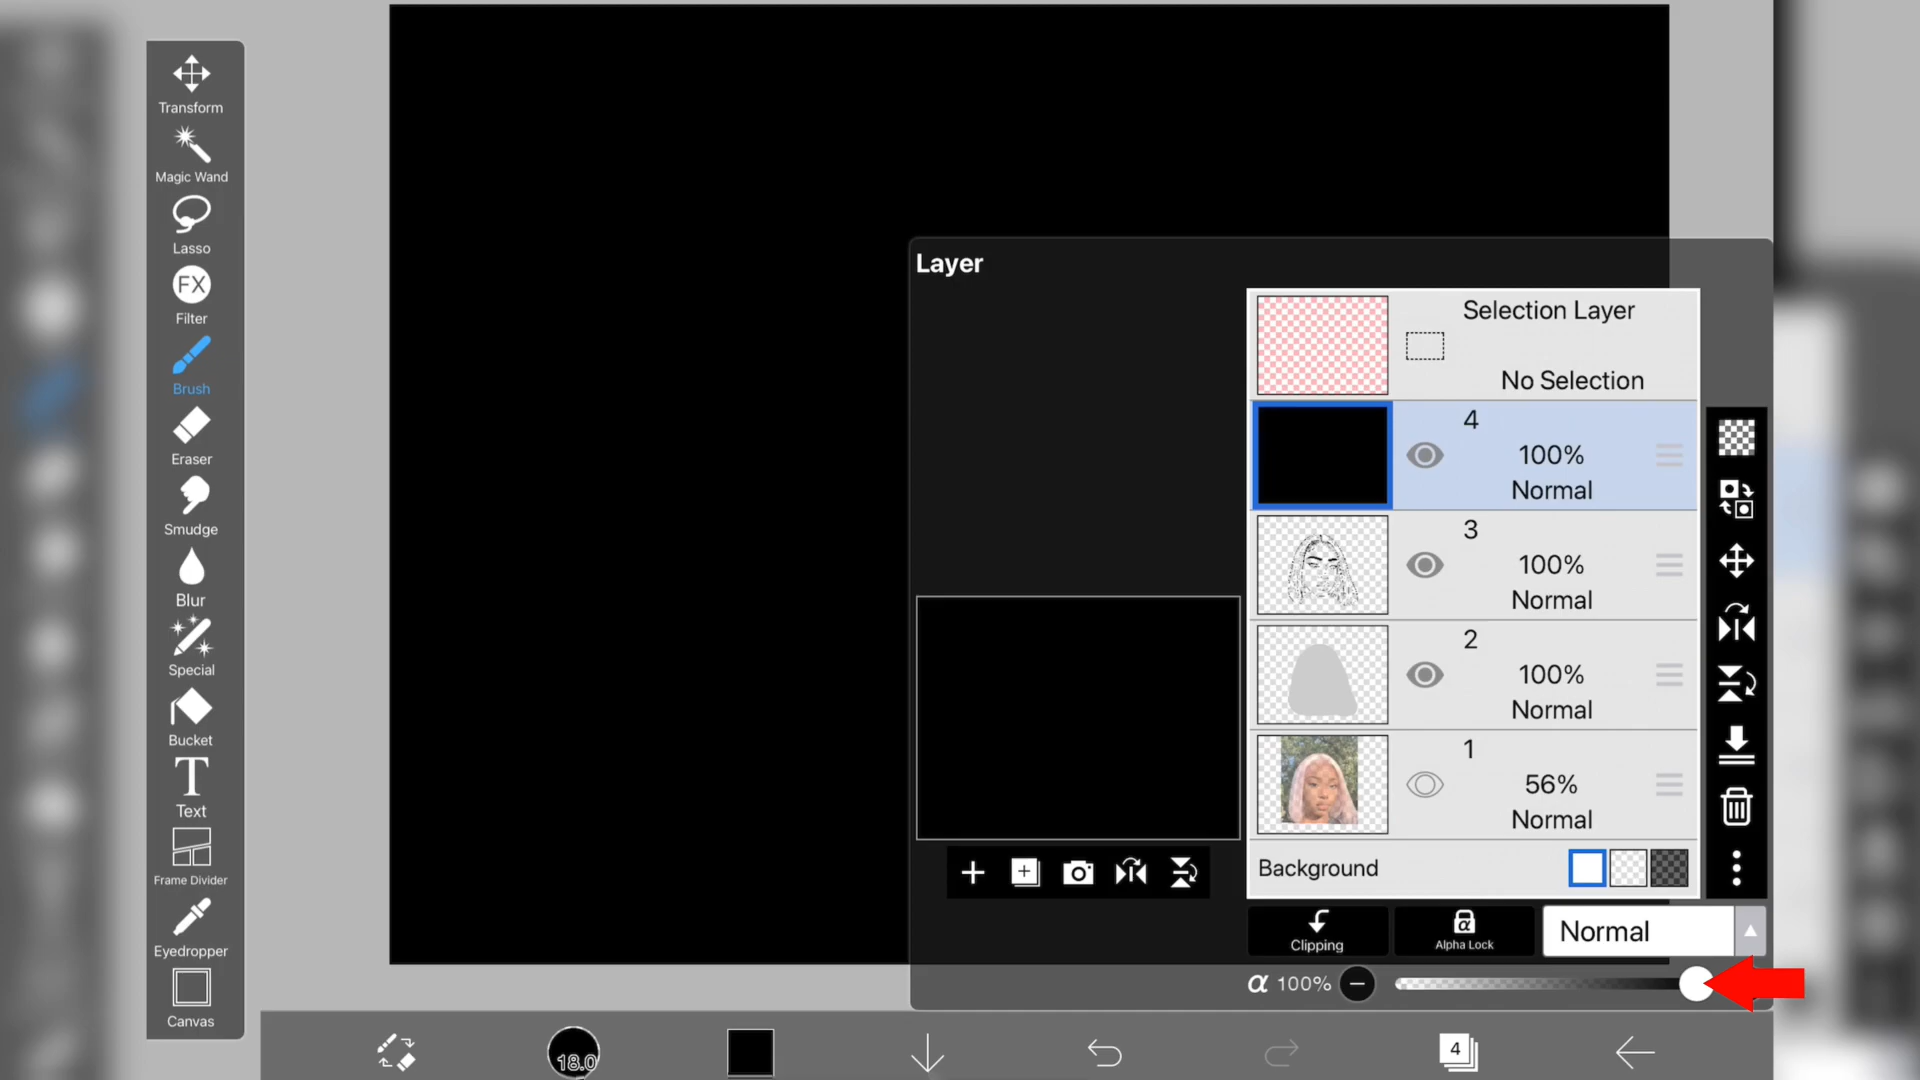 Transform
Magic Wand
Lasso
FX
Filter
Brush
Eraser
Smudge
Blur
Special
Bucket
T
Text
Frame Divider
Eyedropper
Canvas
Layer
Selection Layer
No Selection
4
100%
Normal
3
100%
Normal
2
100%
Normal
1
56%
Normal
Background
Clipping
α
Alpha Lock
Normal
α 100%
18.0
4